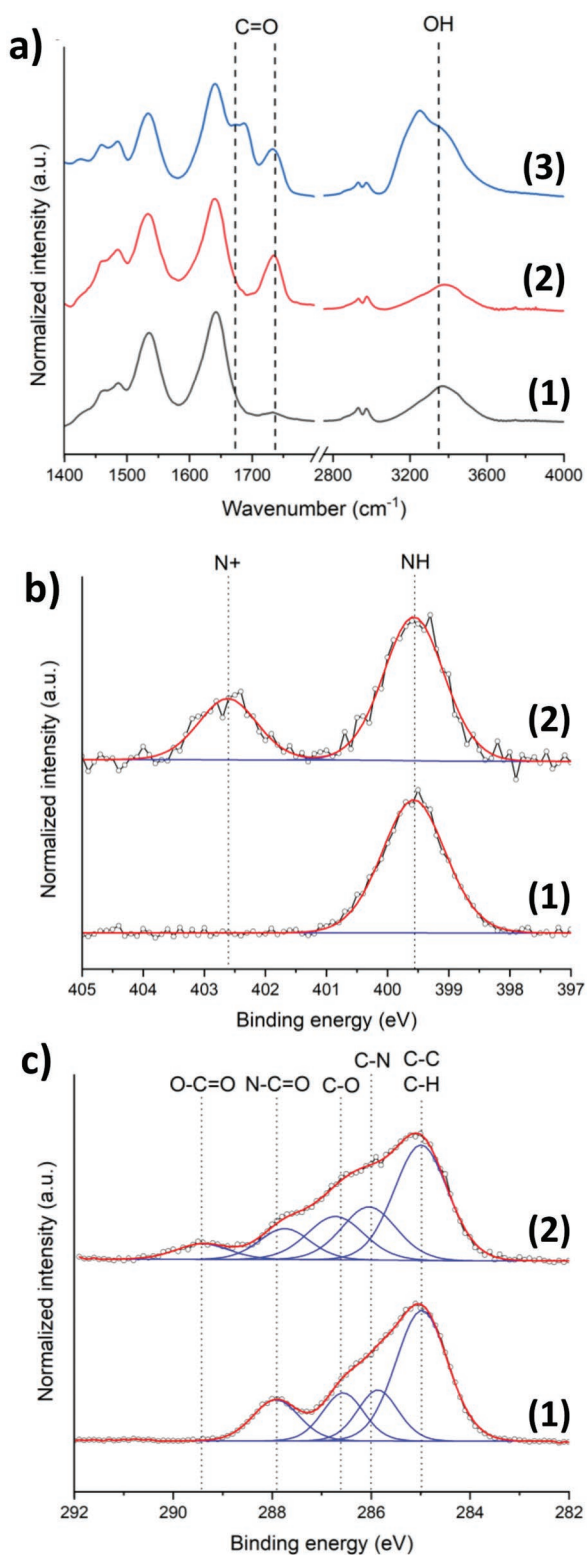 a)
C=O
OH
(3)
(2)
(1)
Normalized intensity (a.u.)
1400 1500 1600 1700 2800 3200 3600 4000
Wavenumber (cm⁻¹)
b)
N+
NH
(2)
(1)
Normalized intensity (a.u.)
405 404 403 402 401 400 399 398 397
Binding energy (eV)
c)
C-N C-C
O-C=O N-C=O C-O C-H
(2)
(1)
Normalized intensity (a.u.)
292 290 288 286 284 282
Binding energy (eV)